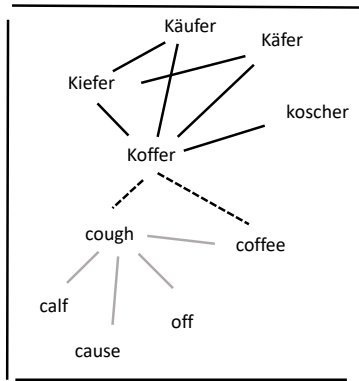 Käufer
Käfer
Kiefer
koscher
Koffer
cough
coffee
calf
off
cause